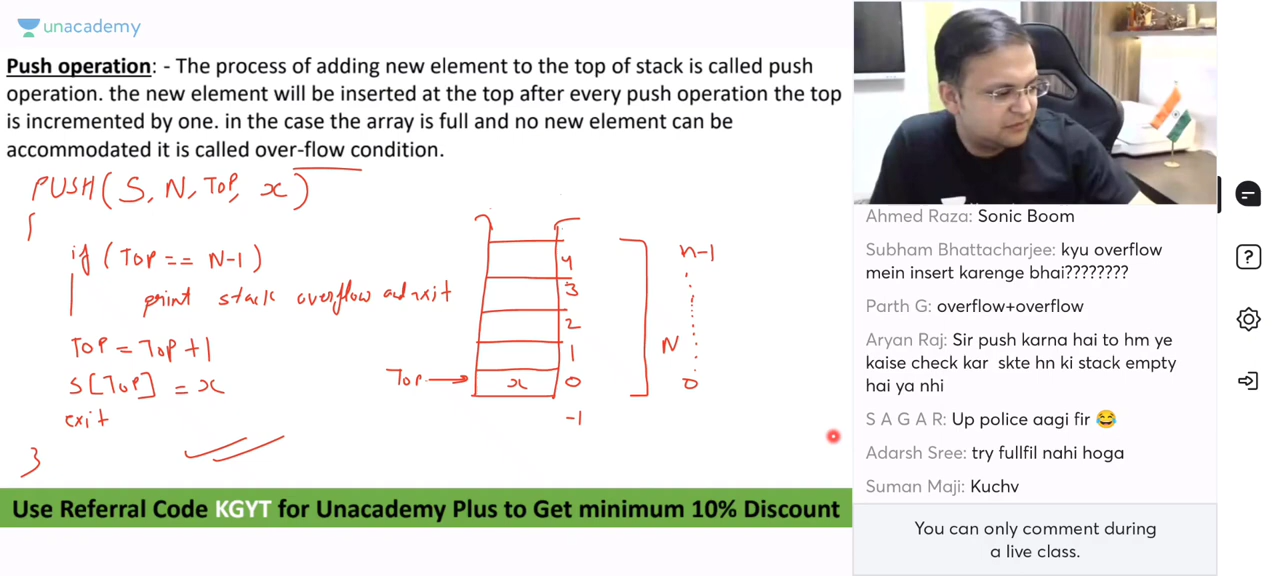 unacademy
Push operation: - The process of adding new element to the top of stack is called push
operation. the new element will be inserted at the top after every push operation the top
is incremented by one. in the case the array is full and no new element can be
accommodated it is called over-flow condition.
PUSH(S, N, TOP, x)
{
if (TOP == N-1)
print stack overflow and exit
TOP = TOP + 1
S[TOP] = x
exit
}
4
3
2
1
TOP → x 0
-1
n-1
N
0
Use Referral Code KGYT for Unacademy Plus to Get minimum 10% Discount
Ahmed Raza: Sonic Boom
Subham Bhattacharjee: kyu overflow
mein insert karenge bhai????????
Parth G: overflow+overflow
Aryan Raj: Sir push karna hai to hm ye
kaise check kar skte hn ki stack empty
hai ya nhi
S A G A R: Up police aagi fir 😂
Adarsh Sree: try fullfil nahi hoga
Suman Maji: Kuchv
You can only comment during
a live class.
?